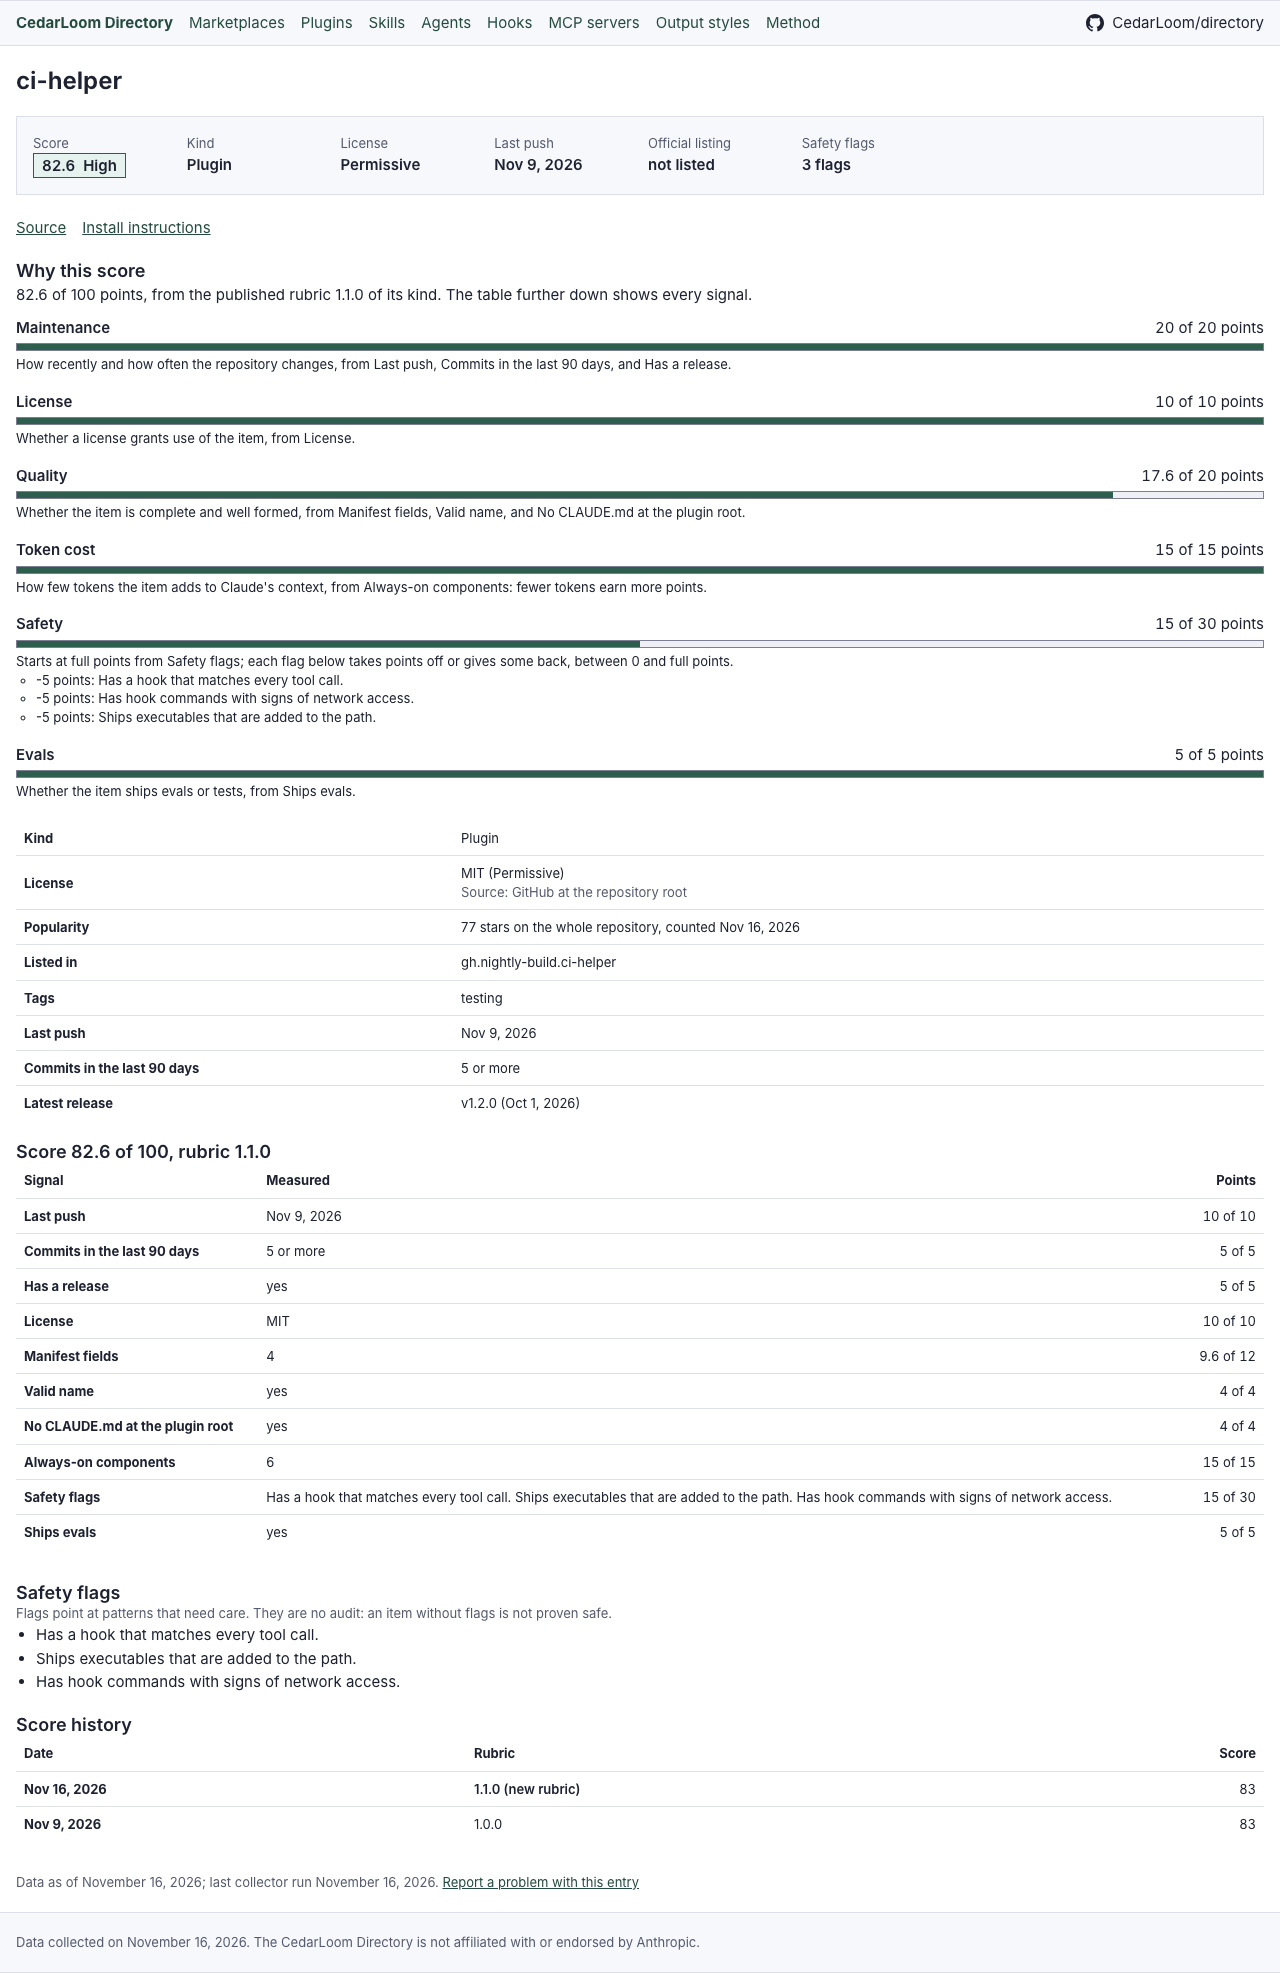 CedarLoom Directory Marketplaces Plugins Skills Agents Hooks MCP servers Output styles Method CedarLoom/directory
ci-helper
Score Kind License Last push Official listing Safety flags
82.6 High Plugin Permissive Nov 9, 2026 not listed 3 flags
Source Install instructions
Why this score
82.6 of 100 points, from the published rubric 1.1.0 of its kind. The table further down shows every signal.
Maintenance 20 of 20 points
How recently and how often the repository changes, from Last push, Commits in the last 90 days, and Has a release.
License 10 of 10 points
Whether a license grants use of the item, from License.
Quality 17.6 of 20 points
Whether the item is complete and well formed, from Manifest fields, Valid name, and No CLAUDE.md at the plugin root.
Token cost 15 of 15 points
How few tokens the item adds to Claude's context, from Always-on components: fewer tokens earn more points.
Safety 15 of 30 points
Starts at full points from Safety flags; each flag below takes points off or gives some back, between 0 and full points.
-5 points: Has a hook that matches every tool call.
-5 points: Has hook commands with signs of network access.
-5 points: Ships executables that are added to the path.
Evals 5 of 5 points
Whether the item ships evals or tests, from Ships evals.
Kind Plugin
License MIT (Permissive)
Source: GitHub at the repository root
Popularity 77 stars on the whole repository, counted Nov 16, 2026
Listed in gh.nightly-build.ci-helper
Tags testing
Last push Nov 9, 2026
Commits in the last 90 days 5 or more
Latest release v1.2.0 (Oct 1, 2026)
Score 82.6 of 100, rubric 1.1.0
Signal Measured Points
Last push Nov 9, 2026 10 of 10
Commits in the last 90 days 5 or more 5 of 5
Has a release yes 5 of 5
License MIT 10 of 10
Manifest fields 4 9.6 of 12
Valid name yes 4 of 4
No CLAUDE.md at the plugin root yes 4 of 4
Always-on components 6 15 of 15
Safety flags Has a hook that matches every tool call. Ships executables that are added to the path. Has hook commands with signs of network access. 15 of 30
Ships evals yes 5 of 5
Safety flags
Flags point at patterns that need care. They are no audit: an item without flags is not proven safe.
Has a hook that matches every tool call.
Ships executables that are added to the path.
Has hook commands with signs of network access.
Score history
Date Rubric Score
Nov 16, 2026 1.1.0 (new rubric) 83
Nov 9, 2026 1.0.0 83
Data as of November 16, 2026; last collector run November 16, 2026. Report a problem with this entry
Data collected on November 16, 2026. The CedarLoom Directory is not affiliated with or endorsed by Anthropic.